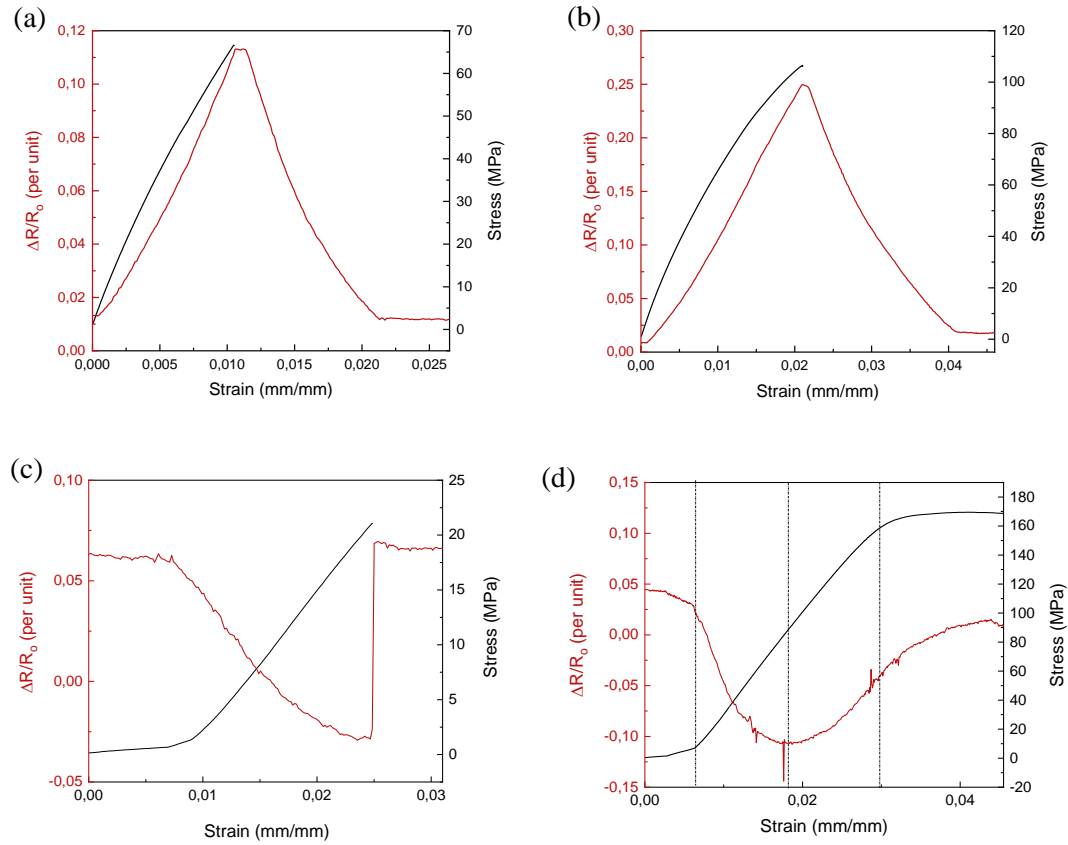 (a)
0,12
0,10
0,08
0,06
0,04
0,02
0,00
ΔR/Rₒ (per unit)
70
60
50
40
30
20
10
0
Stress (MPa)
0,000 0,005 0,010 0,015 0,020 0,025
Strain (mm/mm)
(b)
0,30
0,25
0,20
0,15
0,10
0,05
0,00
ΔR/Rₒ (per unit)
120
100
80
60
40
20
0
Stress (MPa)
0,00 0,01 0,02 0,03 0,04
Strain (mm/mm)
(c)
0,10
0,05
0,00
-0,05
ΔR/Rₒ (per unit)
25
20
15
10
5
0
Stress (MPa)
0,00 0,01 0,02 0,03
Strain (mm/mm)
(d)
0,15
0,10
0,05
0,00
-0,05
-0,10
-0,15
ΔR/Rₒ (per unit)
180
160
140
120
100
80
60
40
20
0
-20
Stress (MPa)
0,00 0,02 0,04
Strain (mm/mm)